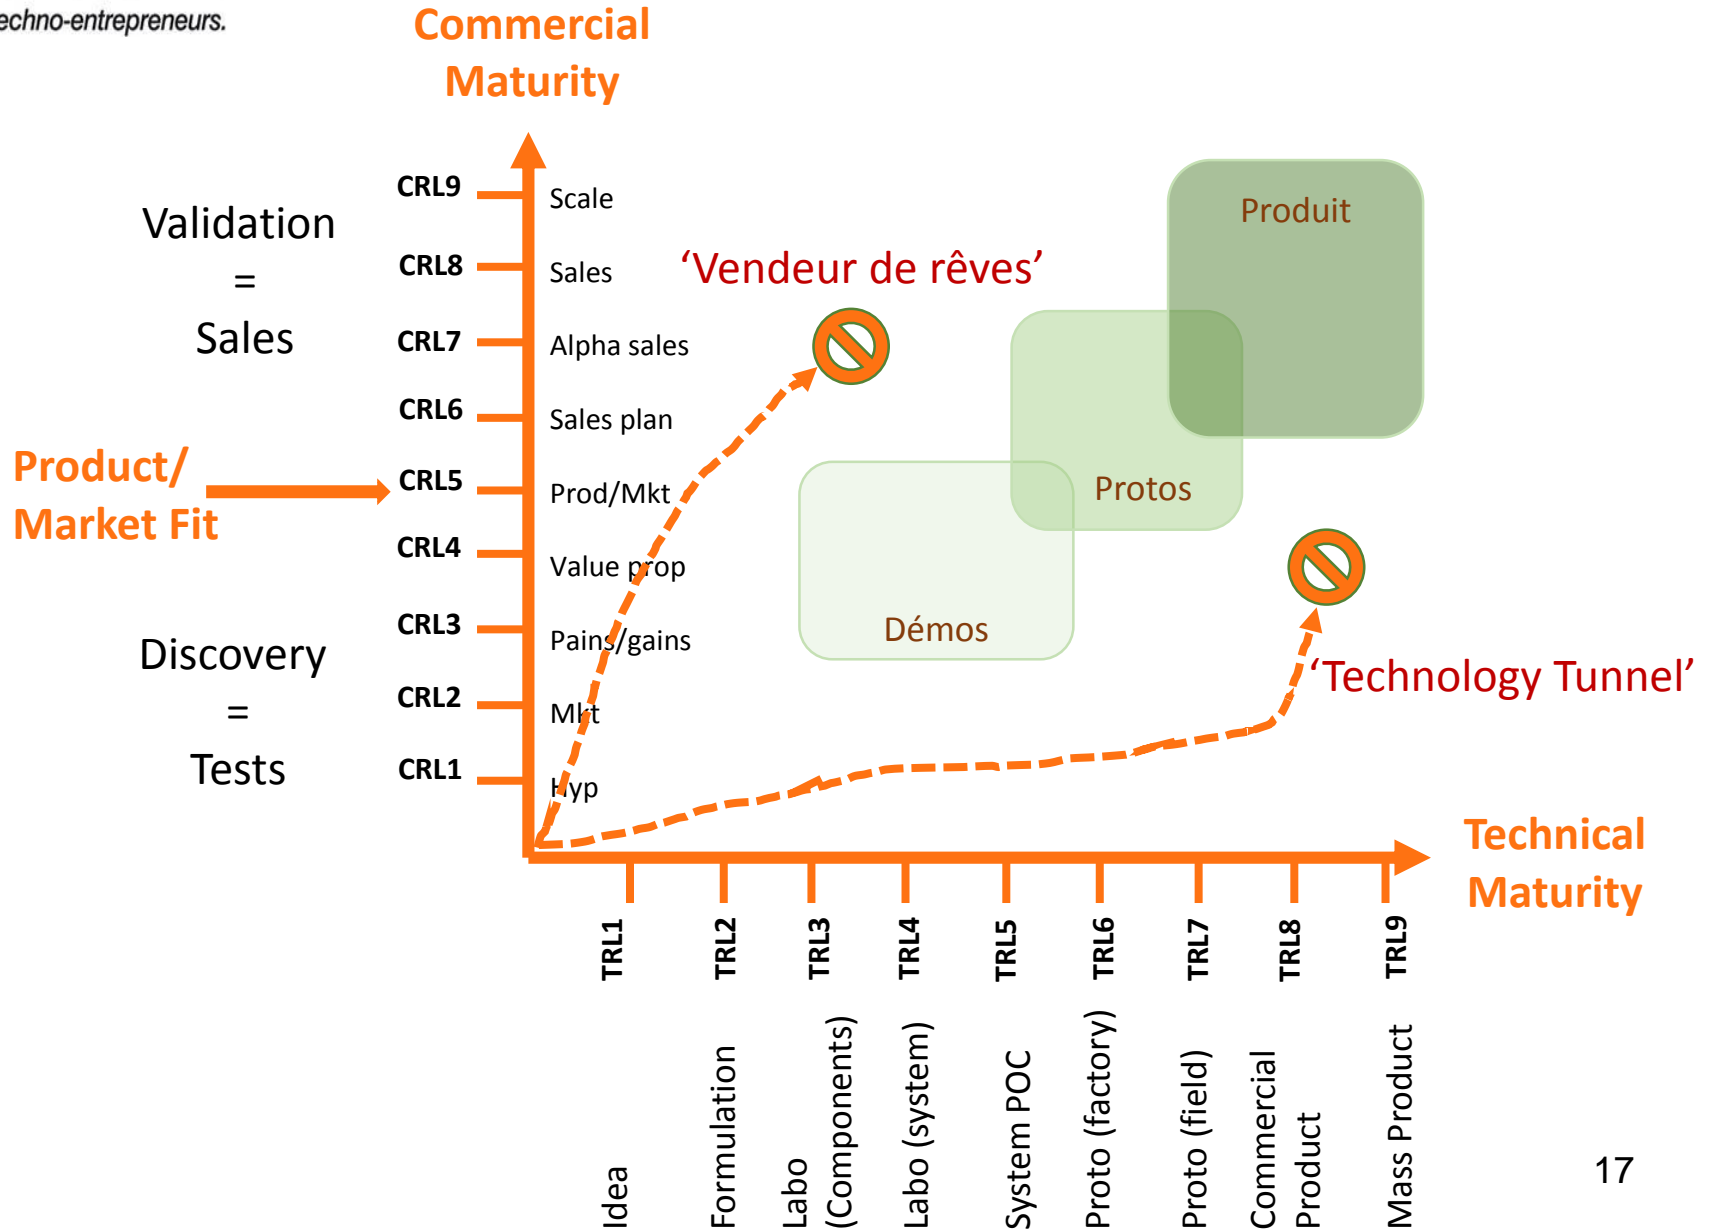 techno-entrepreneurs.
Commercial
Maturity
CRL9
Scale
Validation
=
Sales
CRL8
Sales
'Vendeur de rêves'
Produit
CRL7
Alpha sales
CRL6
Sales plan
Product/
Market Fit
CRL5
Prod/Mkt
Protos
CRL4
Value prop
CRL3
Pains/gains
Démos
Discovery
=
Tests
CRL2
Mkt
'Technology Tunnel'
CRL1
Hyp
Technical
Maturity
TRL1
TRL2
TRL3
TRL4
TRL5
TRL6
TRL7
TRL8
TRL9
Idea
Formulation
Labo
(Components)
Labo (system)
System POC
Proto (factory)
Proto (field)
Commercial
Product
Mass Product
17